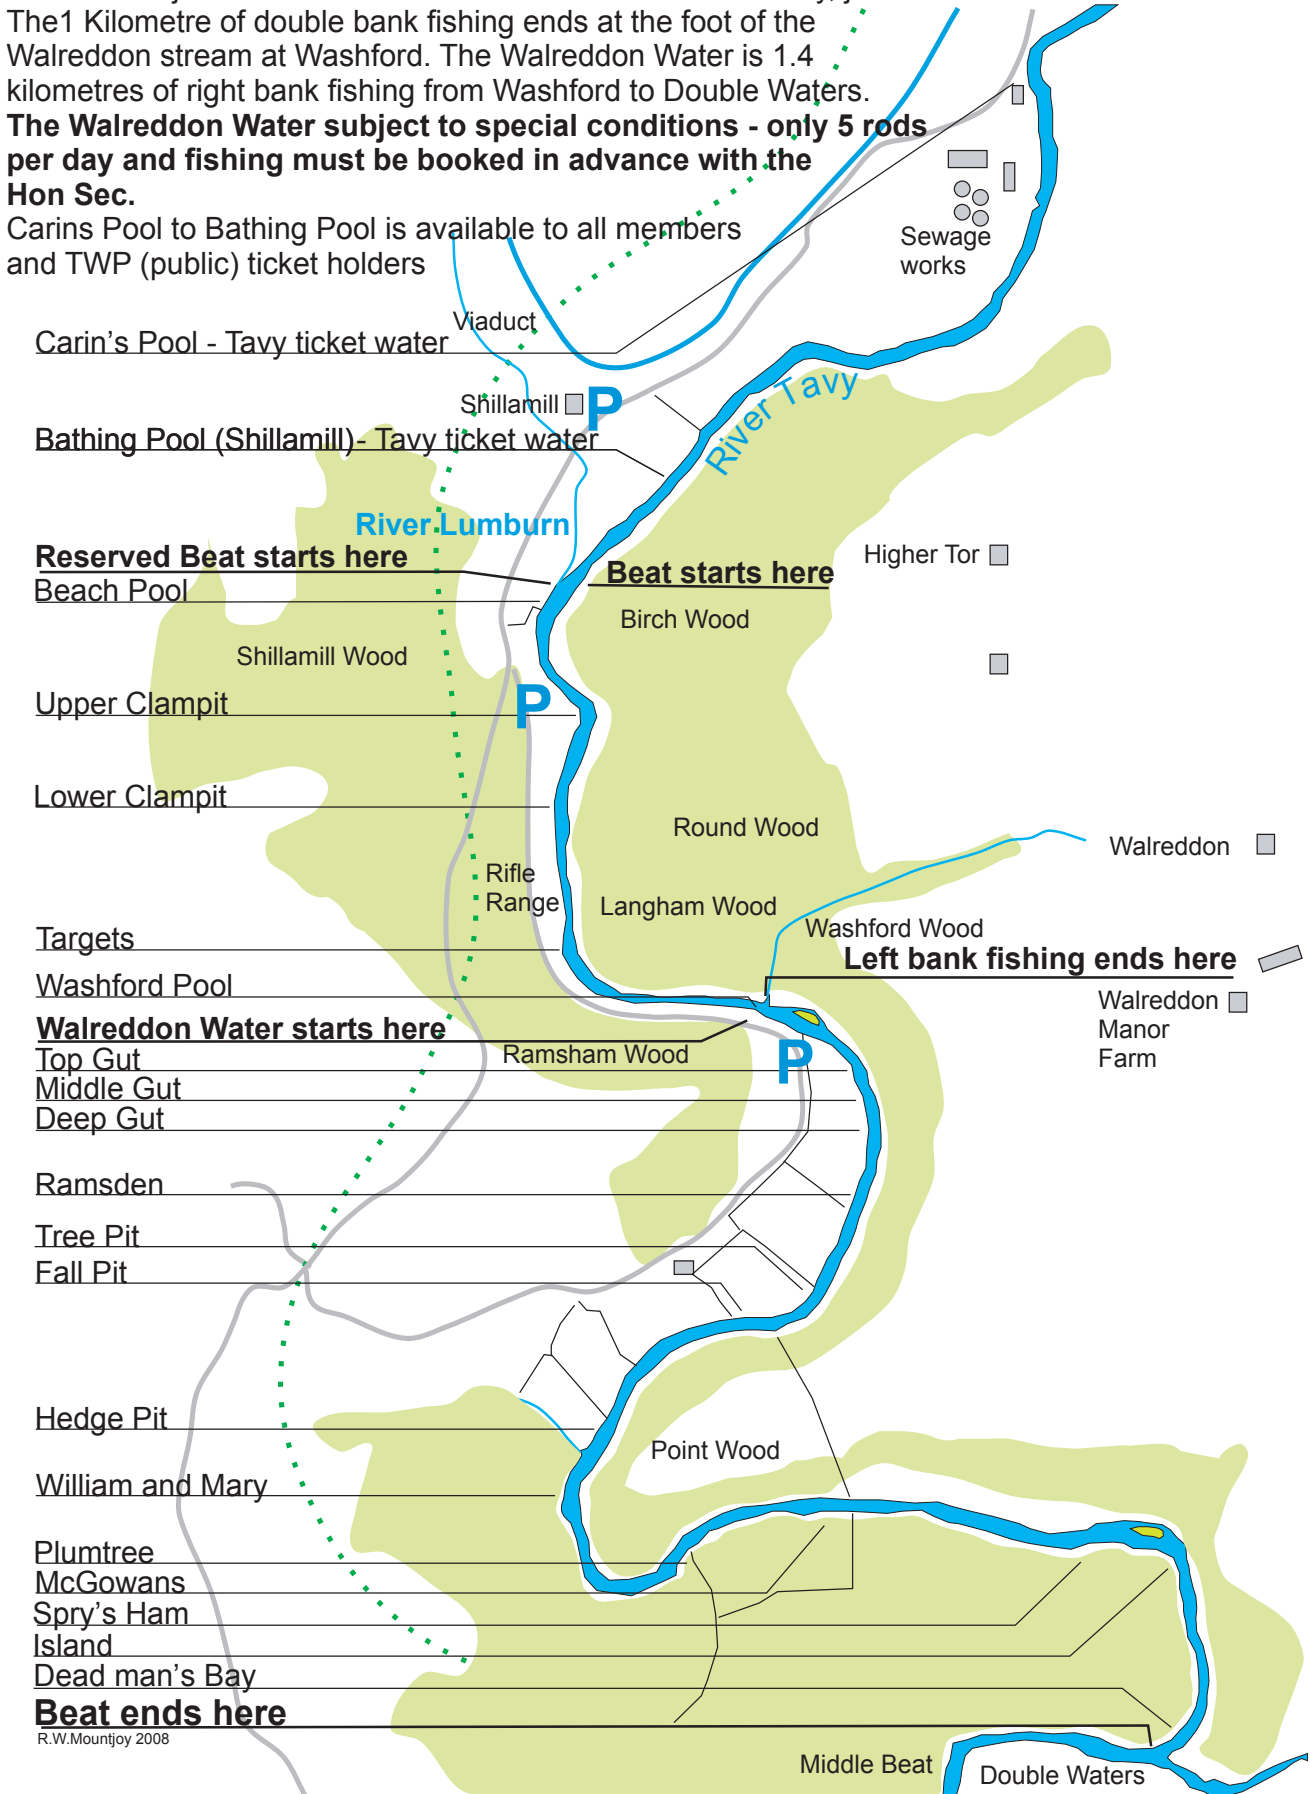 The1 Kilometre of double bank fishing ends at the foot of the
Walreddon stream at Washford. The Walreddon Water is 1.4
kilometres of right bank fishing from Washford to Double Waters.
The Walreddon Water subject to special conditions - only 5 rods
per day and fishing must be booked in advance with the
Hon Sec.
Carins Pool to Bathing Pool is available to all members
and TWP (public) ticket holders
Sewage
works
Viaduct
Carin's Pool - Tavy ticket water
River Tavy
Shillamill
P
Bathing Pool (Shillamill)- Tavy ticket water
River Lumburn
Reserved Beat starts here
Higher Tor
Beat starts here
Beach Pool
Birch Wood
Shillamill Wood
Upper Clampit
P
Lower Clampit
Round Wood
Walreddon
Rifle
Range
Langham Wood
Washford Wood
Targets
Left bank fishing ends here
Washford Pool
Walreddon
Manor
Farm
Walreddon Water starts here
Ramsham Wood
P
Top Gut
Middle Gut
Deep Gut
Ramsden
Tree Pit
Fall Pit
Hedge Pit
Point Wood
William and Mary
Plumtree
McGowans
Spry's Ham
Island
Dead man's Bay
Beat ends here
R.W.Mountjoy 2008
Middle Beat
Double Waters